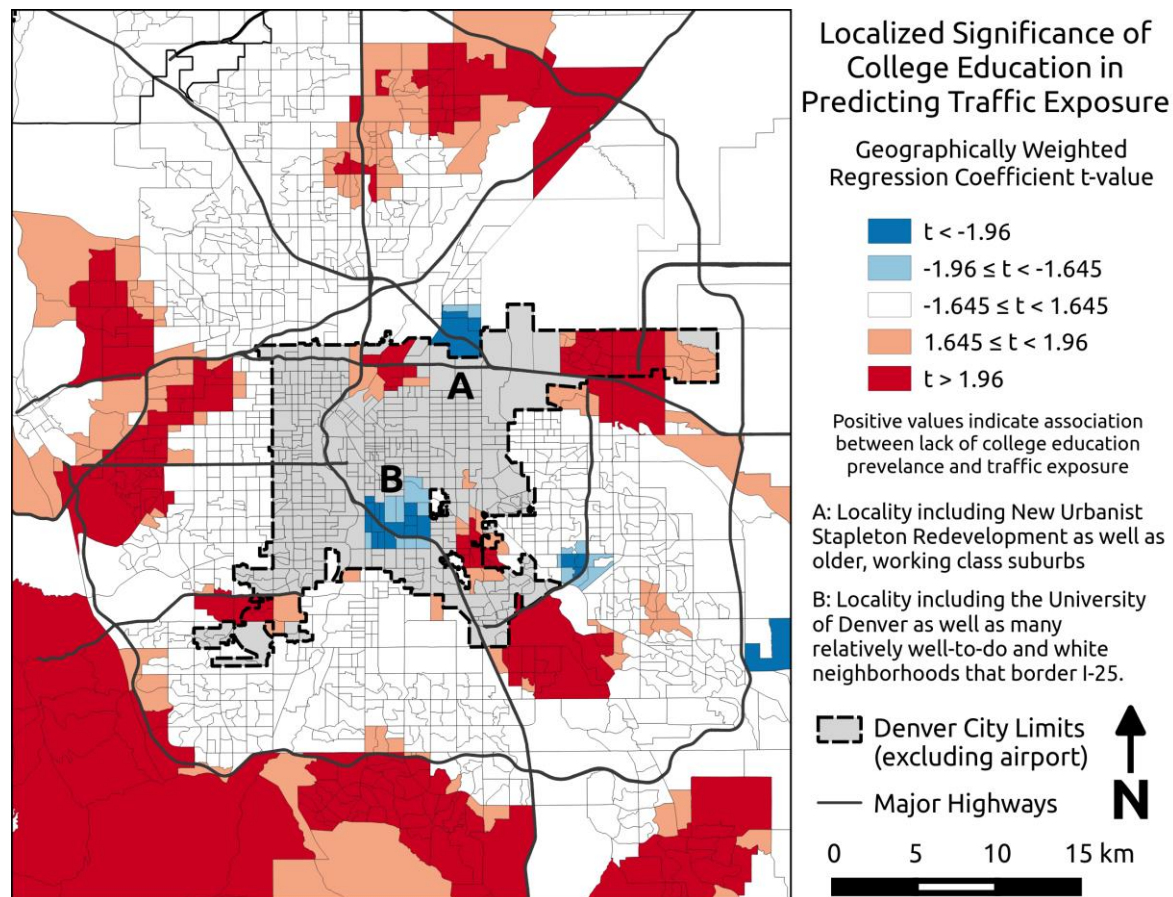 Localized Significance of
College Education in
Predicting Traffic Exposure
Geographically Weighted
Regression Coefficient t-value
t < -1.96
-1.96 ≤ t < -1.645
-1.645 ≤ t < 1.645
1.645 ≤ t < 1.96
t > 1.96
Positive values indicate association
between lack of college education
prevelance and traffic exposure
A: Locality including New Urbanist
Stapleton Redevelopment as well as
older, working class suburbs
B: Locality including the University
of Denver as well as many
relatively well-to-do and white
neighborhoods that border I-25.
Denver City Limits
(excluding airport)
Major Highways
N
0 5 10 15 km
A
B